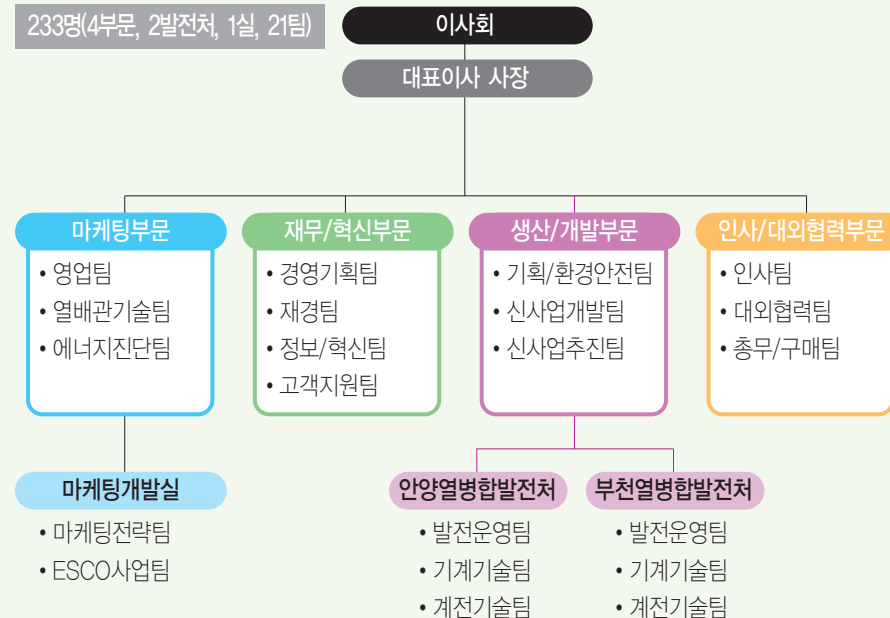 233명(4부문, 2발전처, 1실, 21팀)
이사회
대표이사 사장
마케팅부문
• 영업팀
• 열배관기술팀
• 에너지진단팀
재무/혁신부문
• 경영기획팀
• 재경팀
• 정보/혁신팀
• 고객지원팀
생산/개발부문
• 기획/환경안전팀
• 신사업개발팀
• 신사업추진팀
인사/대외협력부문
• 인사팀
• 대외협력팀
• 총무/구매팀
마케팅개발실
• 마케팅전략팀
• ESCO사업팀
안양열병합발전처
• 발전운영팀
• 기계기술팀
• 계전기술팀
부천열병합발전처
• 발전운영팀
• 기계기술팀
• 계전기술팀